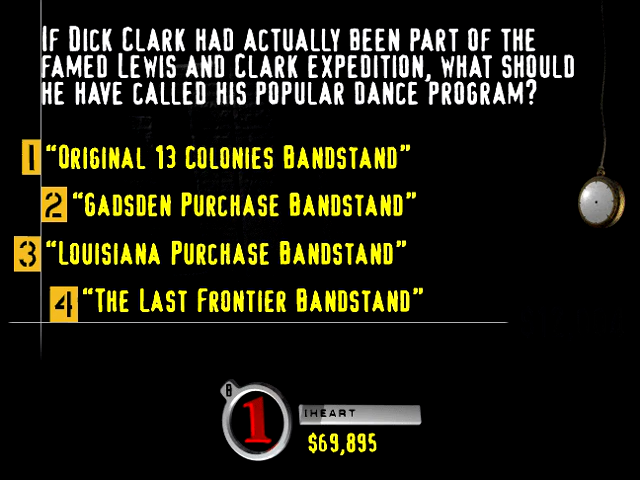 If Dick Clark had actually been part of the
famed Lewis and Clark expedition, what should
he have called his popular dance program?
1 "Original 13 Colonies Bandstand"
2 "Gadsden Purchase Bandstand"
3 "Louisiana Purchase Bandstand"
4 "The Last Frontier Bandstand"
B
1
IHEART
$69,895